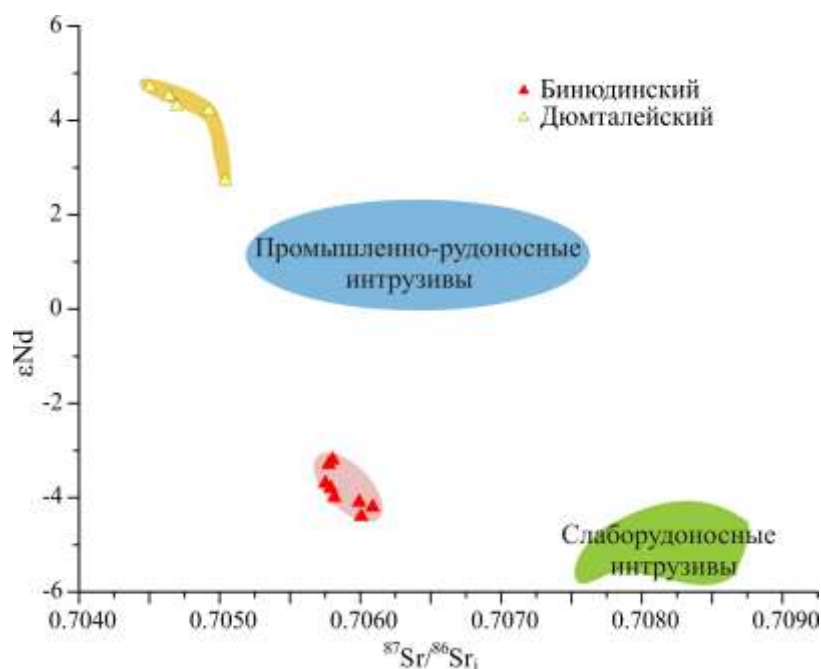 6
4
2
0
-2
-4
-6
εNd
Бинюдинский
Дюмталейский
Промышленно-рудоносные
интрузивы
Слаборудоносные
интрузивы
0.7040 0.7050 0.7060 0.7070 0.7080 0.7090
⁸⁷Sr/⁸⁶Srᵢ